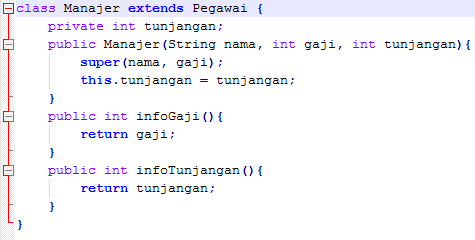 class Manajer extends Pegawai {
    private int tunjangan;
    public Manajer(String nama, int gaji, int tunjangan){
        super(nama, gaji);
        this.tunjangan = tunjangan;
    }
    public int infoGaji(){
        return gaji;
    }
    public int infoTunjangan(){
        return tunjangan;
    }
}